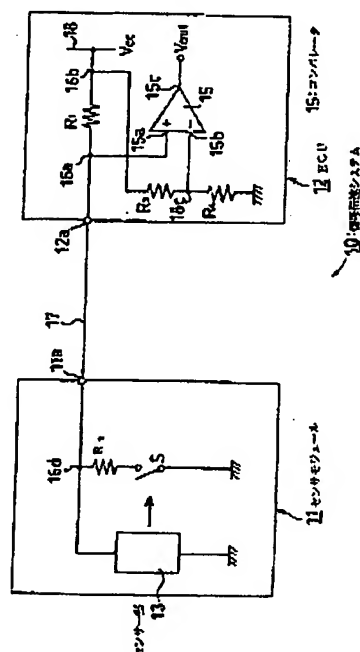 18
16b
Vcc
R₁
16a
15a
15c
Vout
15
15b
R₃
16c
R₄
12a
12 ECU
15:コンパレータ
17
11a
10:信号伝送システム
16d
R₂
S
13
センサー部
11 センサモジュール